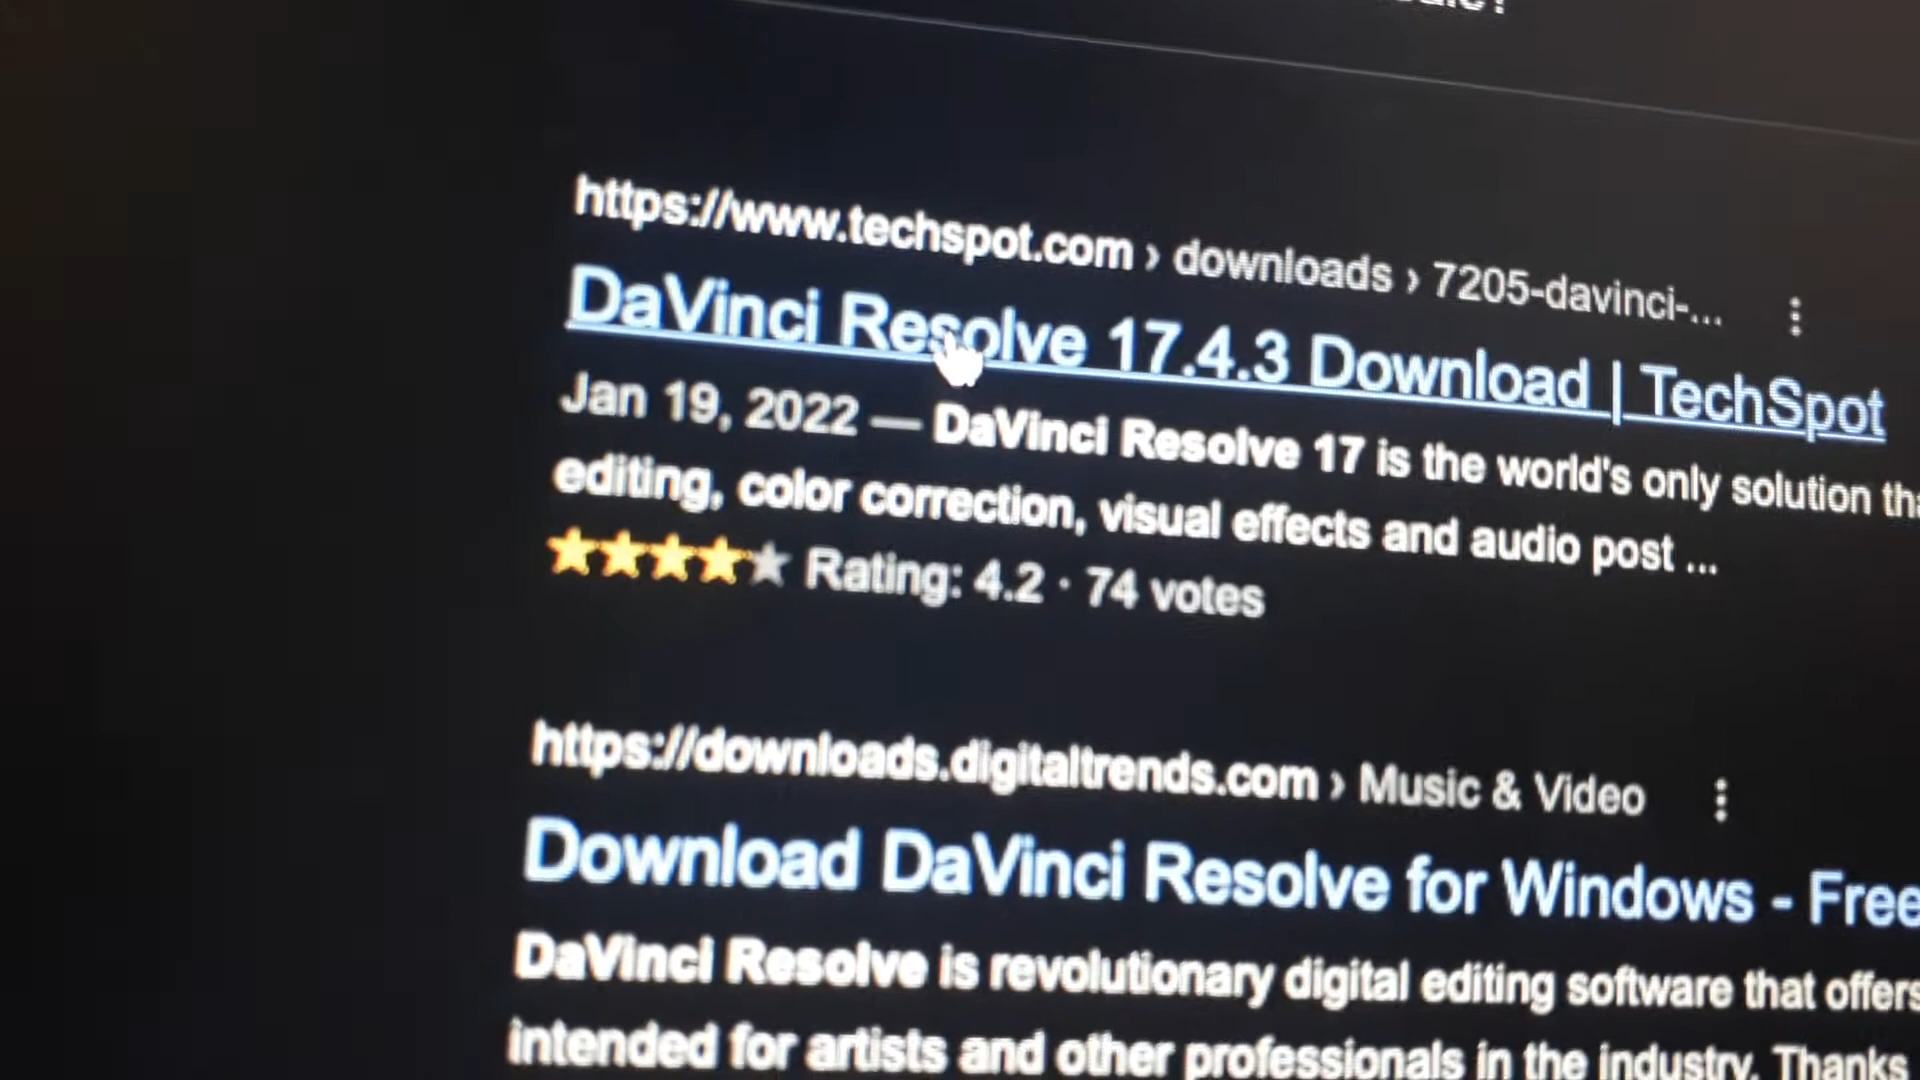 https://www.techspot.com › downloads › 7205-davinci-...
DaVinci Resolve 17.4.3 Download | TechSpot
Jan 19, 2022 — DaVinci Resolve 17 is the world's only solution
editing, color correction, visual effects and audio post ...
Rating: 4.2 · 74 votes
https://downloads.digitaltrends.com › Music & Video
Download DaVinci Resolve for Windows - Free
DaVinci Resolve is revolutionary digital editing software that offers
intended for artists and other professionals in the industry. Thanks